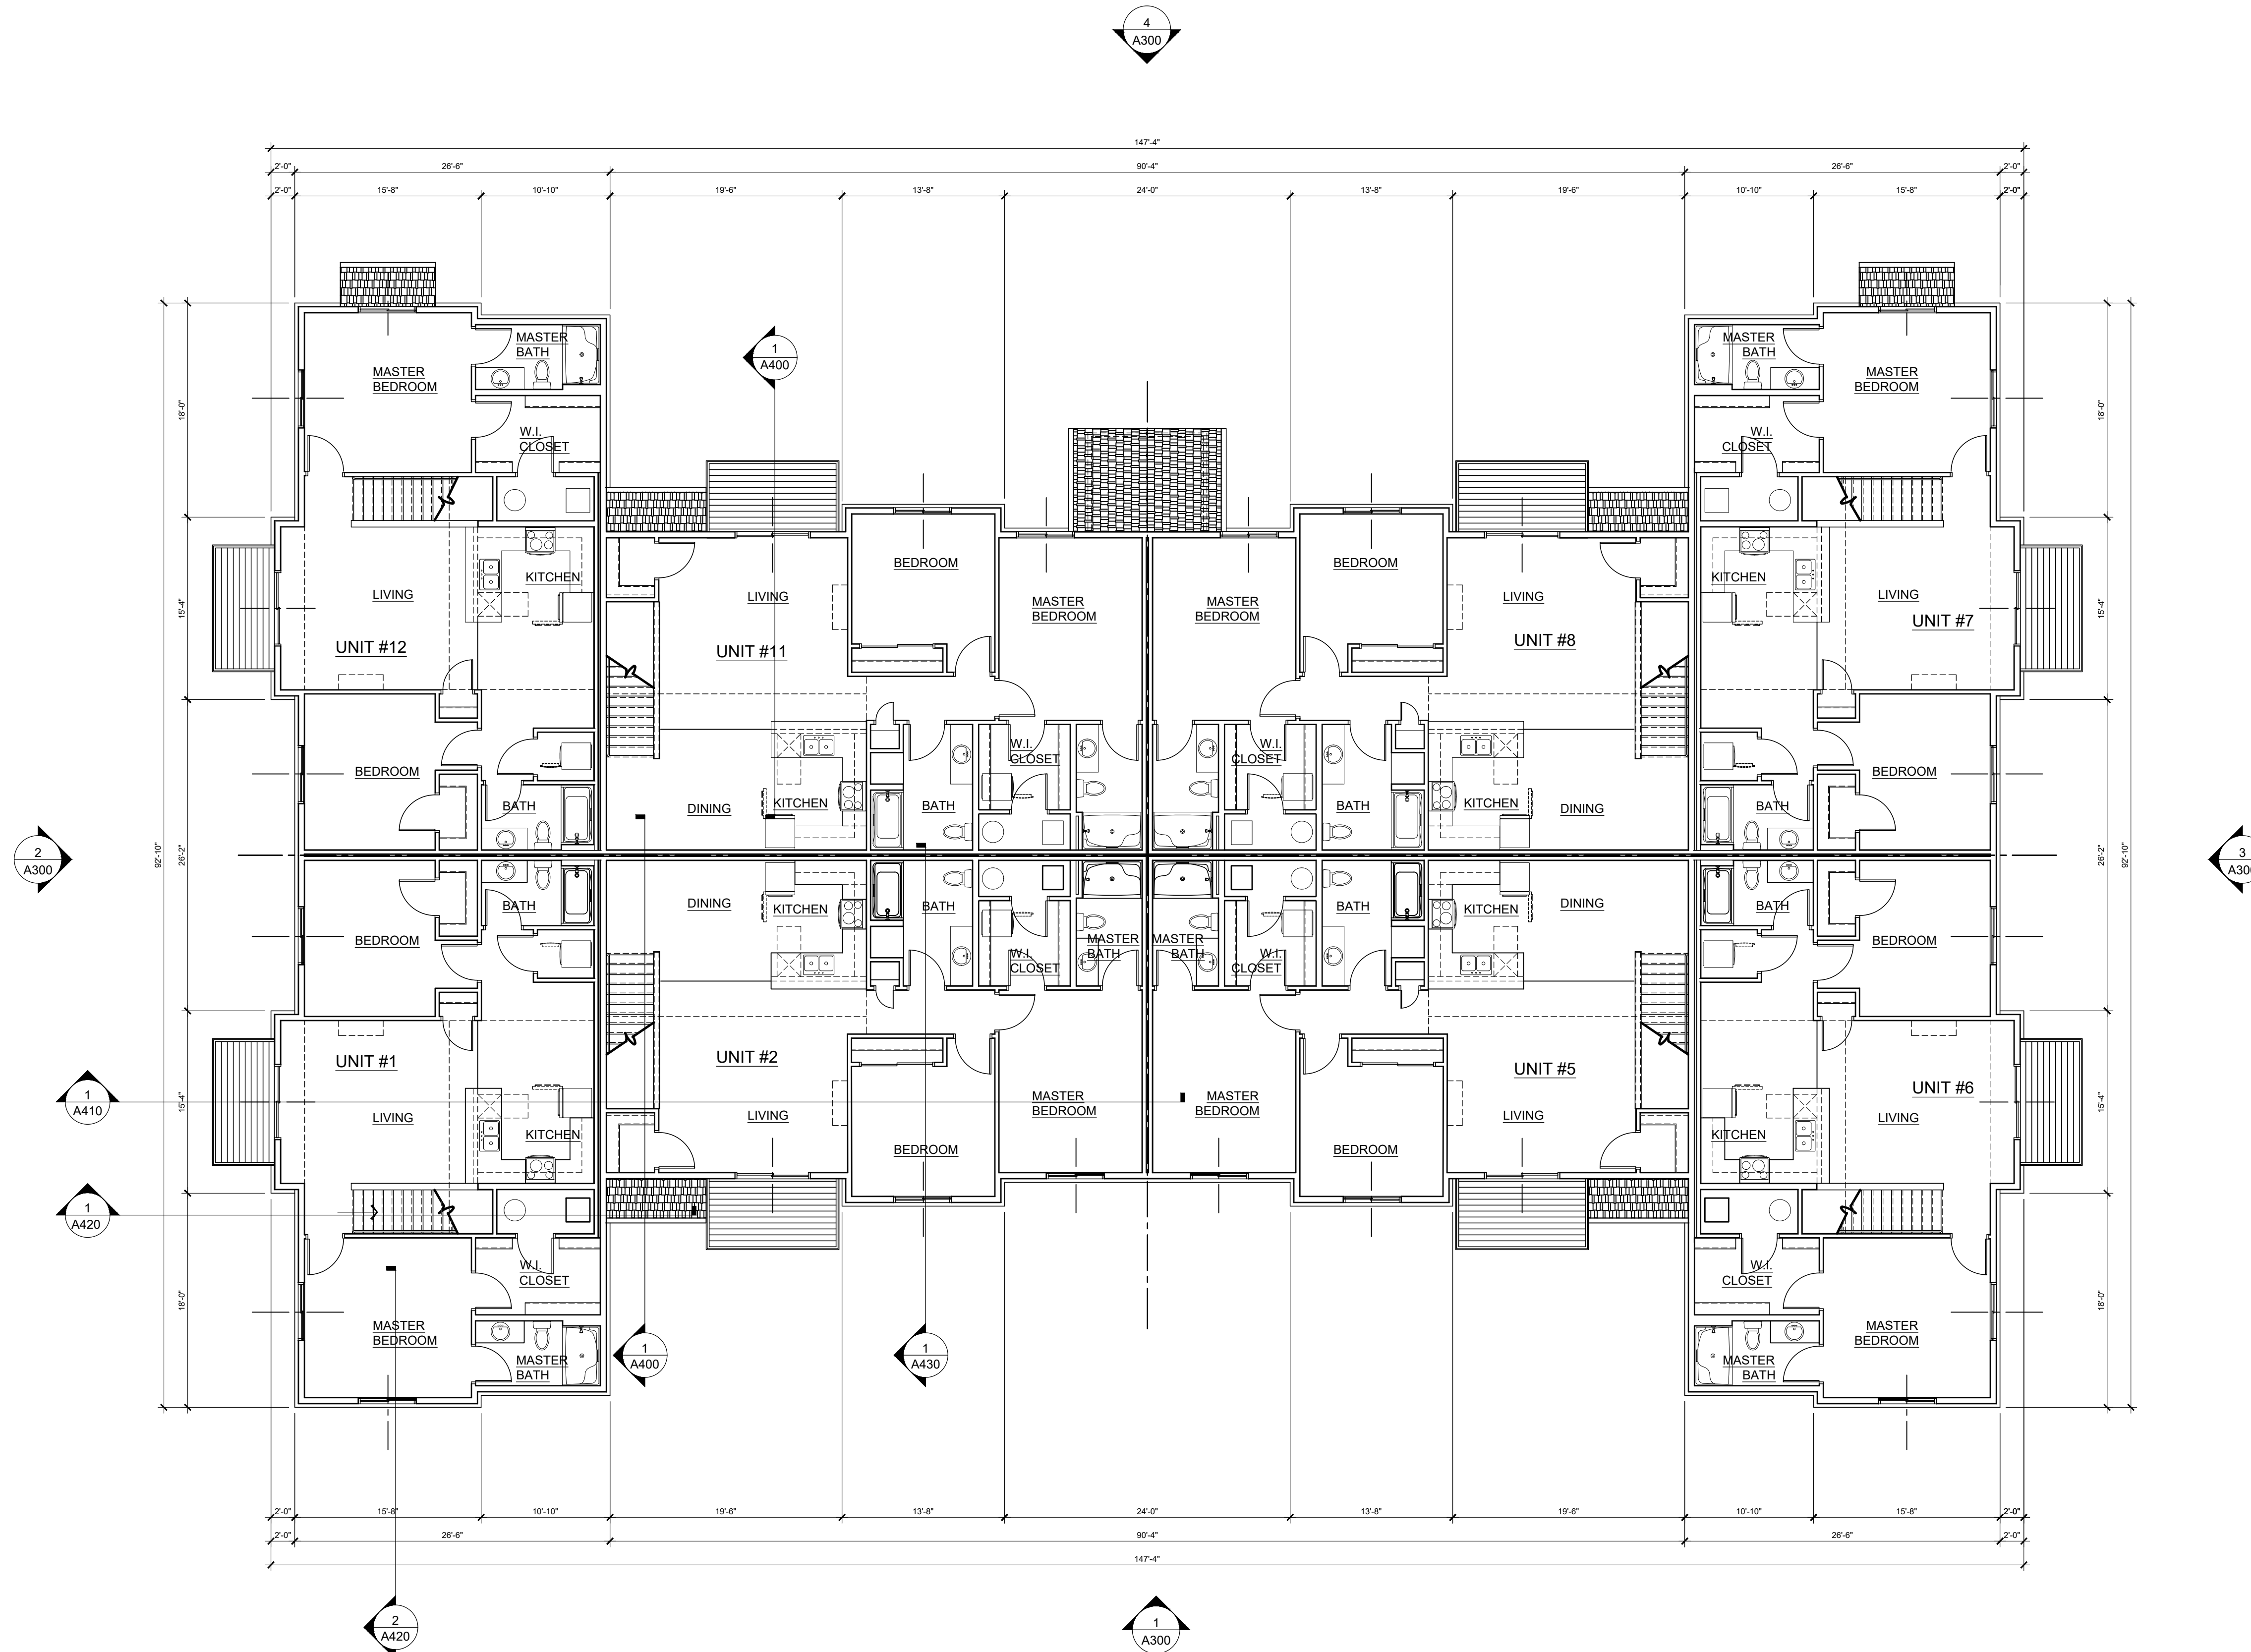 4
A300
147'-4"
2'-0"
26'-6"
90'-4"
26'-6"
2'-0"
2'-0"
15'-8"
10'-10"
19'-6"
13'-8"
24'-0"
13'-8"
19'-6"
10'-10"
15'-8"
2'-0"
MASTER
BATH
MASTER
BEDROOM
W.I.
CLOSET
1
A400
MASTER
BATH
MASTER
BEDROOM
W.I.
CLOSET
18'-0"
18'-0"
BEDROOM
BEDROOM
KITCHEN
LIVING
UNIT #12
LIVING
UNIT #11
MASTER
BEDROOM
MASTER
BEDROOM
LIVING
UNIT #8
KITCHEN
LIVING
UNIT #7
15'-4"
15'-4"
BEDROOM
BATH
DINING
KITCHEN
BATH
W.I.
CLOSET
W.I.
CLOSET
BATH
KITCHEN
DINING
BATH
BEDROOM
2
A300
92'-10"
26'-2"
26'-2"
92'-10"
3
BEDROOM
BATH
DINING
KITCHEN
BATH
W.I.
CLOSET
MASTER
BATH
MASTER
BATH
W.I.
CLOSET
BATH
KITCHEN
DINING
BATH
BEDROOM
UNIT #1
UNIT #2
UNIT #5
UNIT #6
1
A410
15'-4"
LIVING
KITCHEN
LIVING
BEDROOM
MASTER
BEDROOM
MASTER
BEDROOM
BEDROOM
LIVING
KITCHEN
LIVING
15'-4"
1
A420
18'-0"
W.I.
CLOSET
MASTER
BEDROOM
MASTER
BATH
1
A400
1
A430
W.I.
CLOSET
MASTER
BEDROOM
MASTER
BATH
18'-0"
2'-0"
15'-8"
10'-10"
19'-6"
13'-8"
24'-0"
13'-8"
19'-6"
10'-10"
15'-8"
2'-0"
2'-0"
26'-6"
90'-4"
26'-6"
2'-0"
147'-4"
2
A420
1
A300